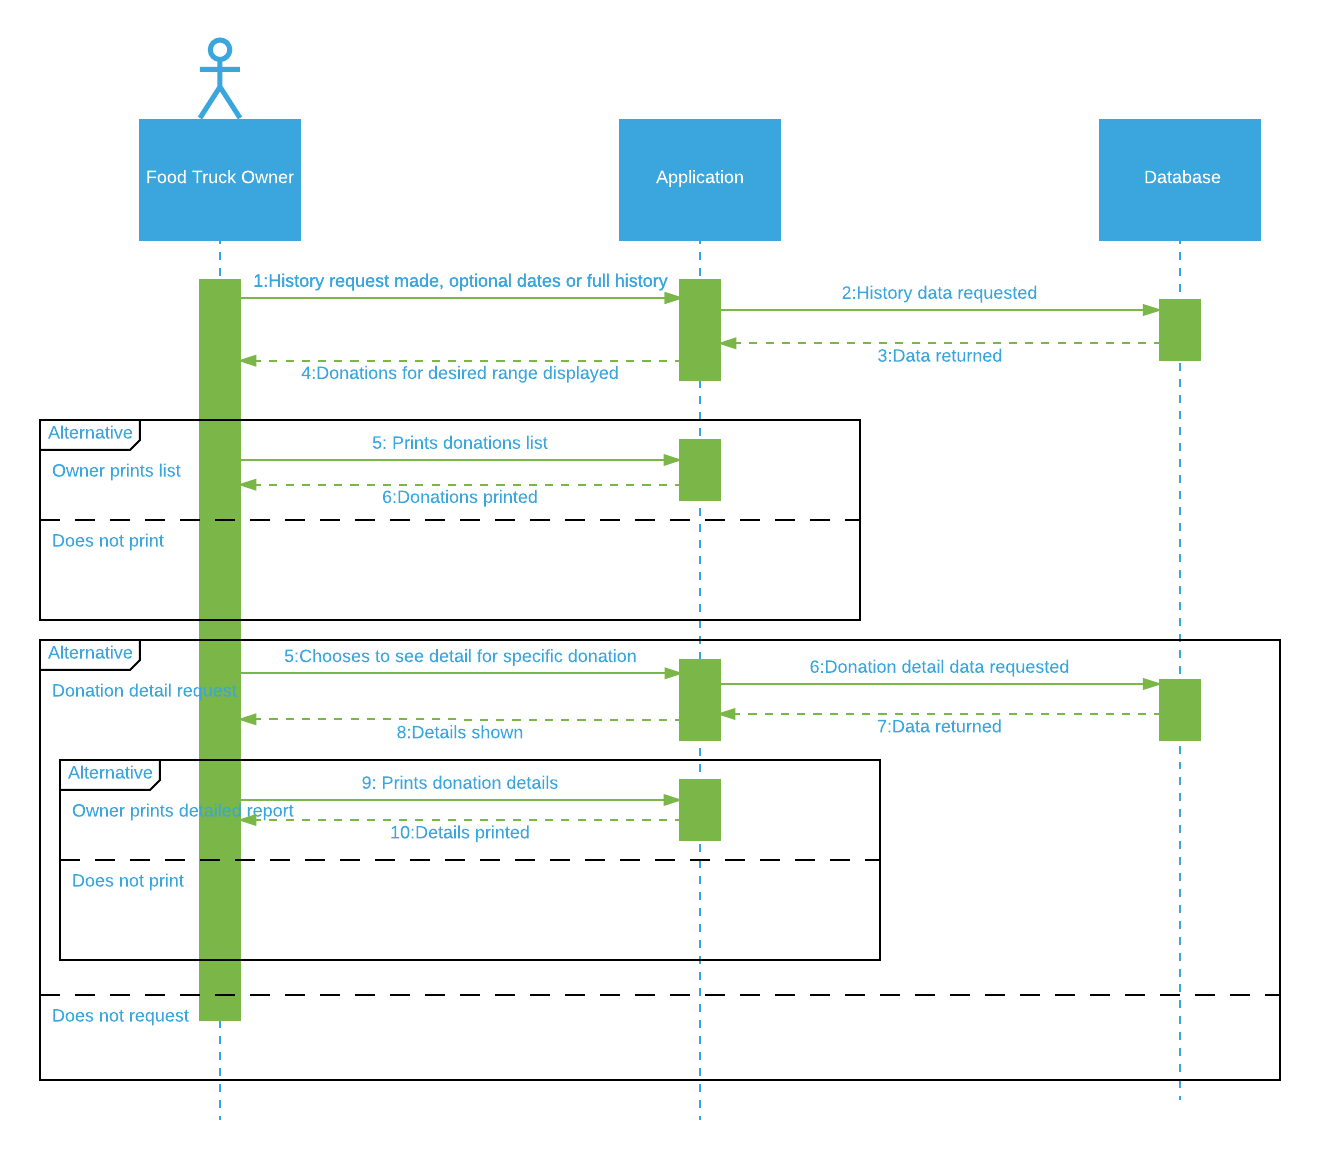 Food Truck Owner
Application
Database
1:History request made, optional dates or full history
2:History data requested
3:Data returned
4:Donations for desired range displayed
Alternative
5: Prints donations list
Owner prints list
6:Donations printed
Does not print
Alternative
5:Chooses to see detail for specific donation
6:Donation detail data requested
Donation detail request
7:Data returned
8:Details shown
Alternative
9: Prints donation details
Owner prints detailed report
10:Details printed
Does not print
Does not request